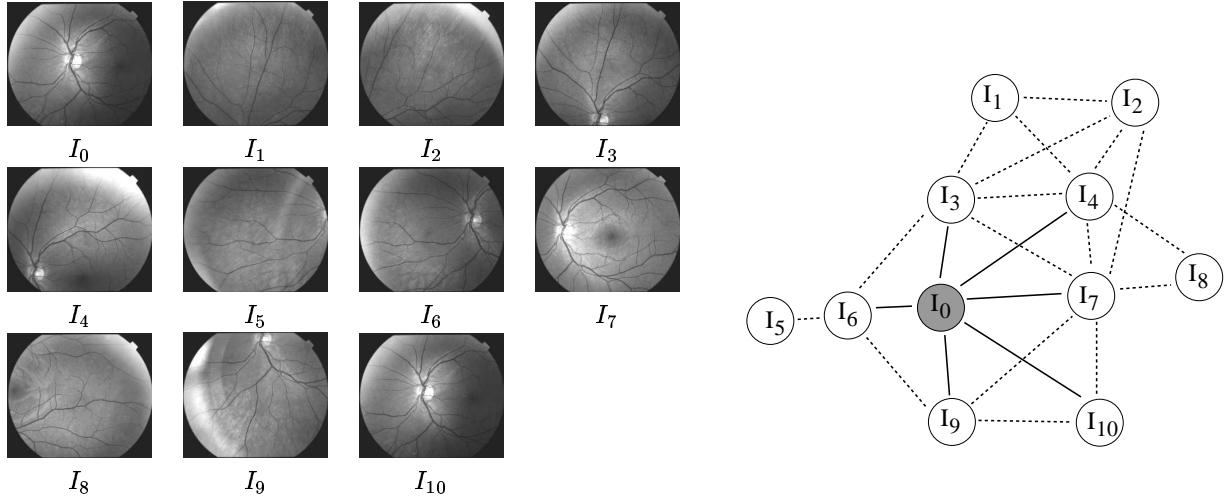 I0 I1 I2 I3
I4 I5 I6 I7
I8 I9 I10
I1 I2
I3 I4
I8
I7
I0
I6
I5
I9 I10